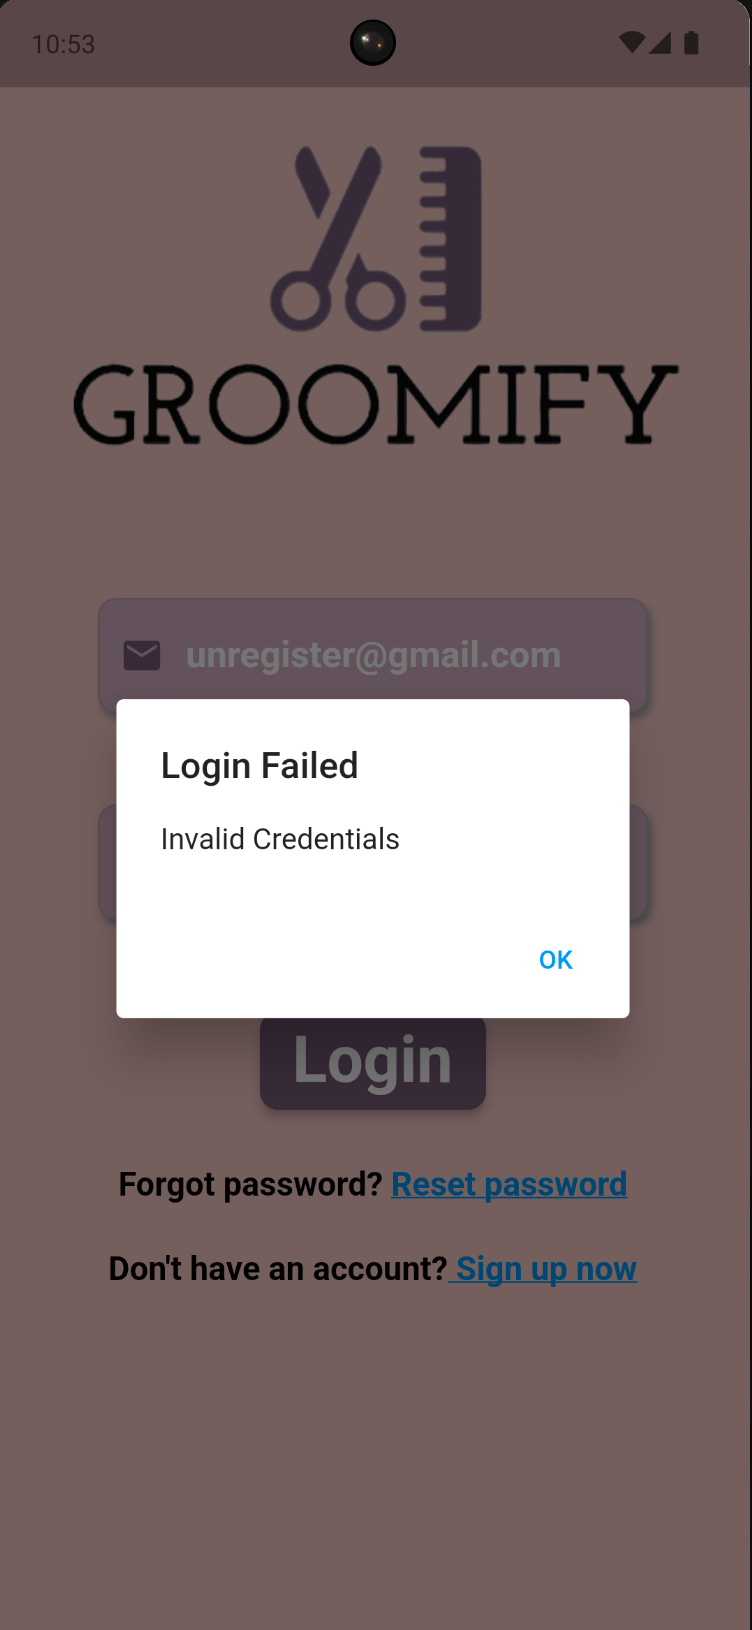 10:53
GROOMIFY
unregister@gmail.com
Login Failed
Invalid Credentials
OK
Login
Forgot password? Reset password
Don't have an account? Sign up now